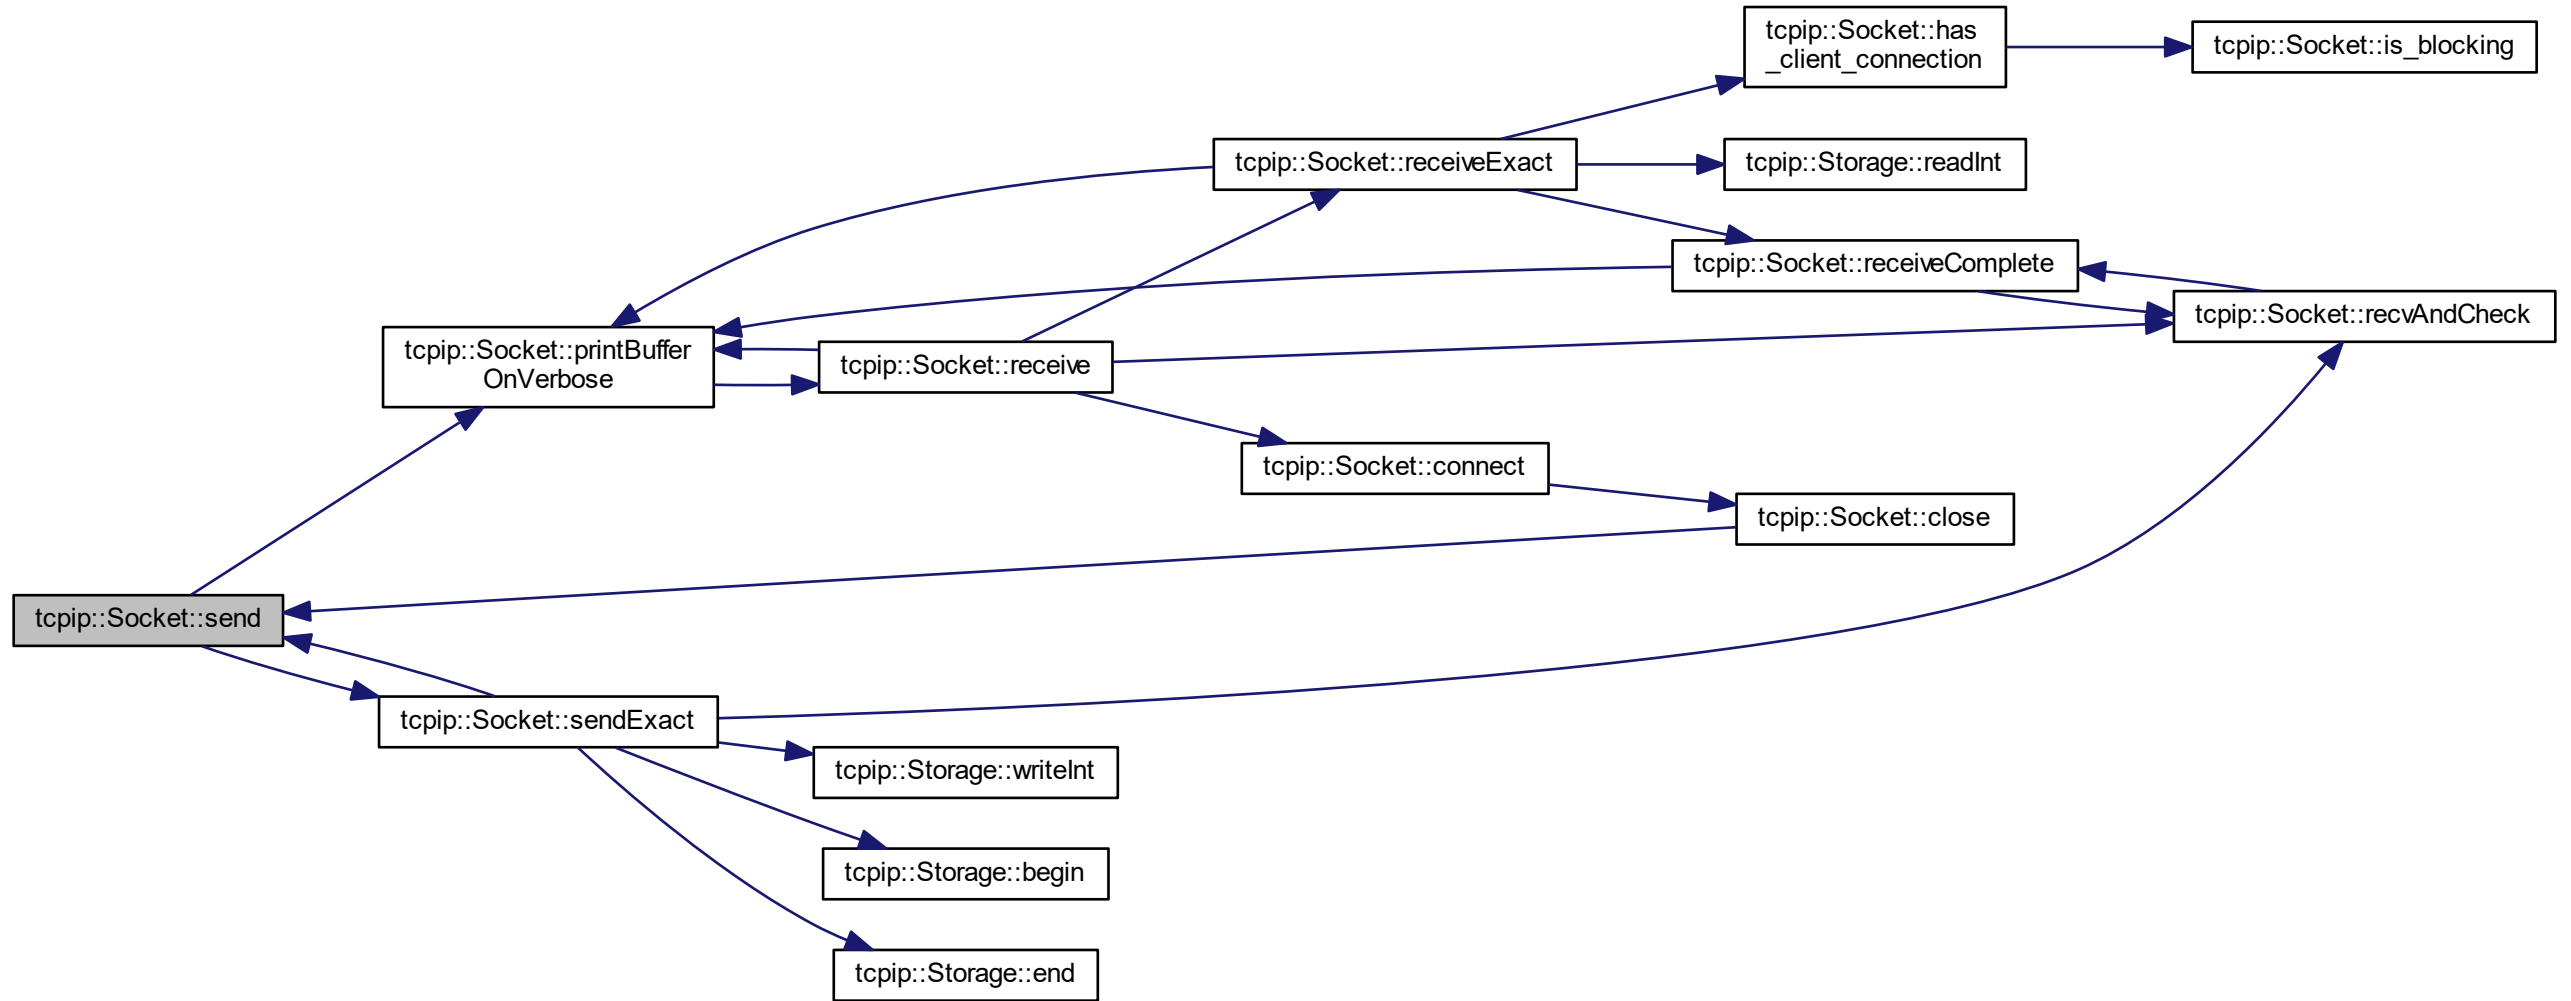 tcpip::Socket::has
_client_connection
tcpip::Socket::is_blocking
tcpip::Socket::receiveExact
tcpip::Storage::readInt
tcpip::Socket::receiveComplete
tcpip::Socket::recvAndCheck
tcpip::Socket::printBuffer
OnVerbose
tcpip::Socket::receive
tcpip::Socket::connect
tcpip::Socket::close
tcpip::Socket::send
tcpip::Socket::sendExact
tcpip::Storage::writeInt
tcpip::Storage::begin
tcpip::Storage::end